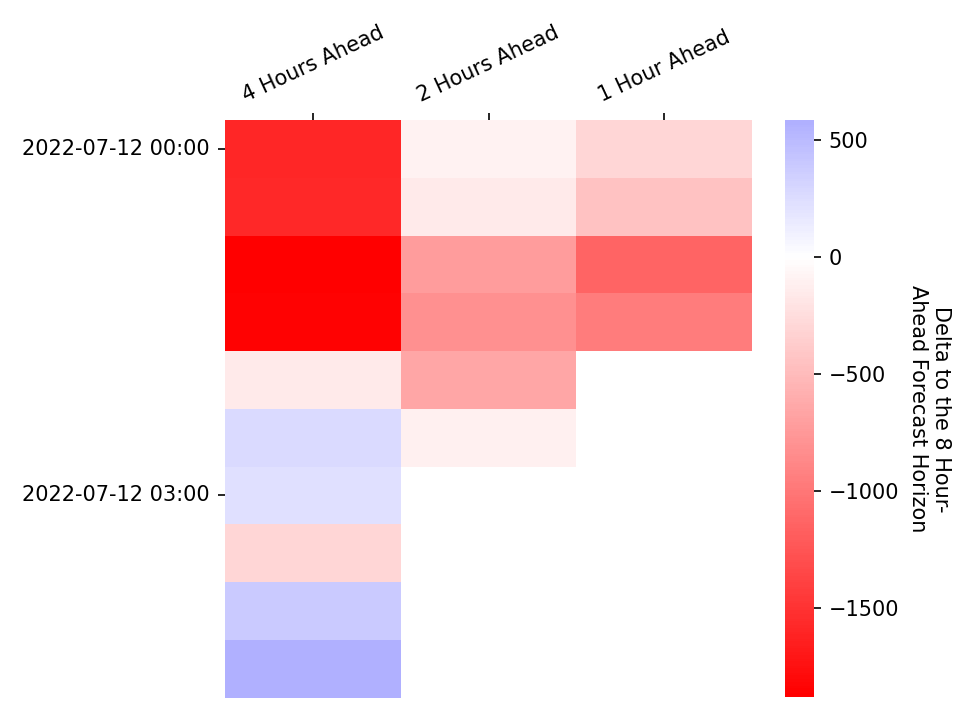 4 Hours Ahead
2 Hours Ahead
1 Hour Ahead
2022-07-12 00:00
2022-07-12 03:00
500
0
−500
−1000
−1500
Delta to the 8 Hour-
Ahead Forecast Horizon